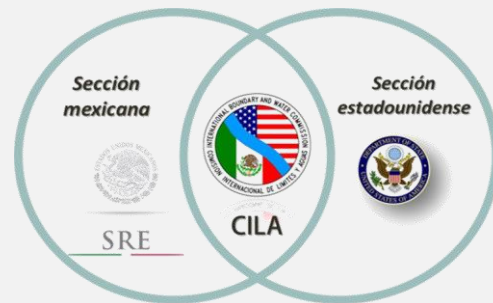 Sección
mexicana
SRE
INTERNATIONAL BOUNDARY AND WATER COMMISSION
COMISION INTERNACIONAL DE LIMITES Y AGUAS
CILA
Sección
estadounidense
DEPARTMENT OF STATE
UNITED STATES OF AMERICA